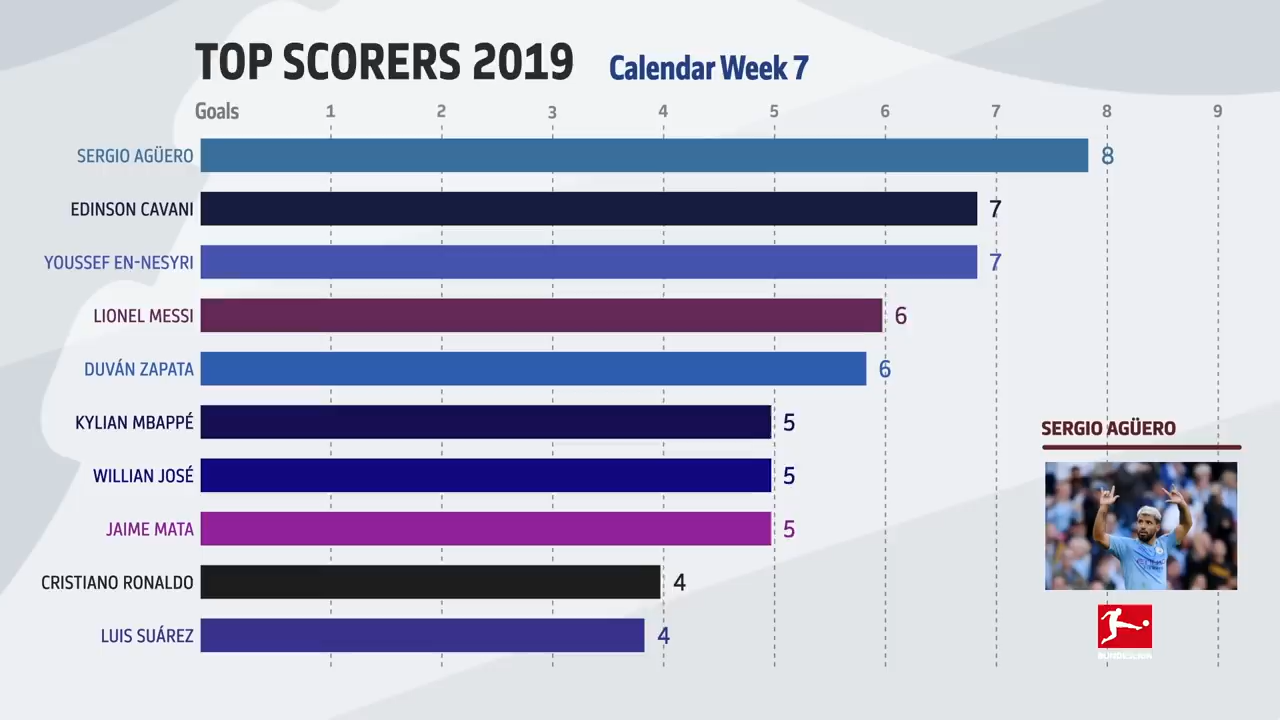 TOP SCORERS 2019 Calendar Week 7
Goals 1 2 3 4 5 6 7 8 9
SERGIO AGÜERO 8
EDINSON CAVANI 7
YOUSSEF EN-NESYRI 7
LIONEL MESSI 6
DUVÁN ZAPATA 6
KYLIAN MBAPPÉ 5
WILLIAN JOSÉ 5
JAIME MATA 5
CRISTIANO RONALDO 4
LUIS SUÁREZ 4
SERGIO AGÜERO
BUNDESLIGA